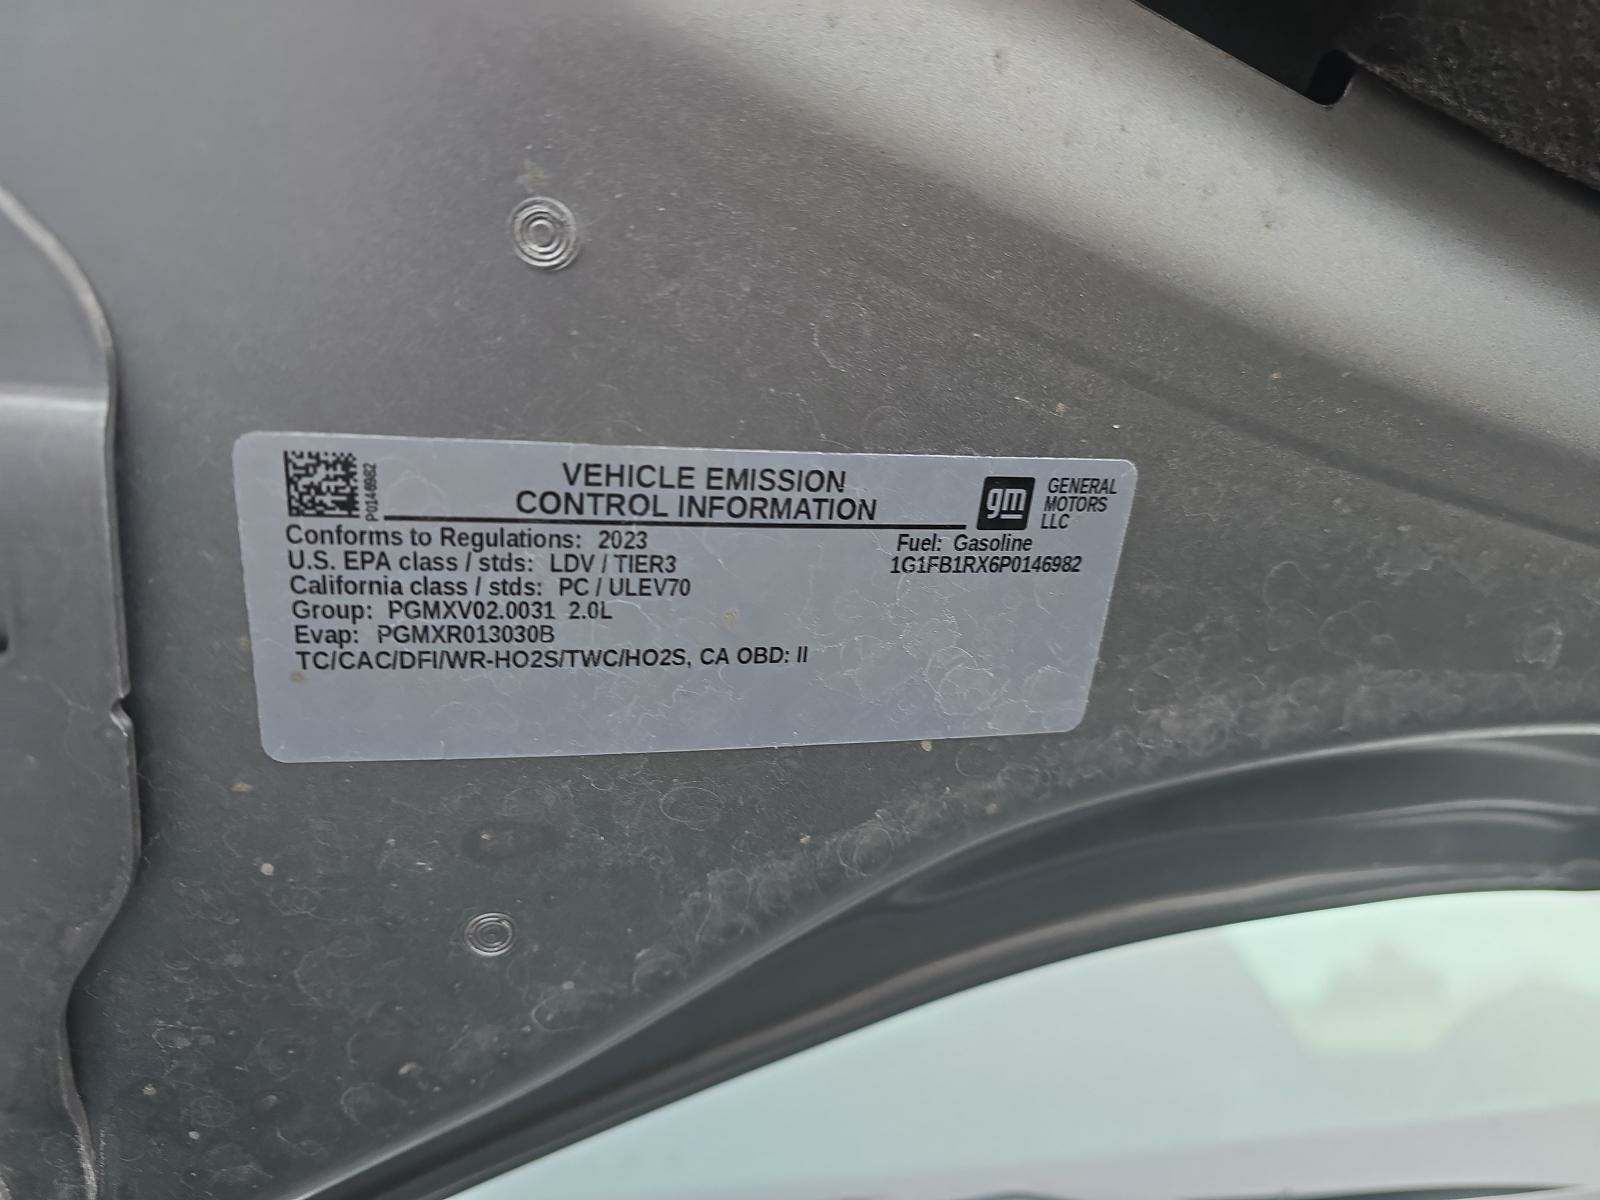 P0146982
VEHICLE EMISSION
CONTROL INFORMATION
gm
GENERAL
MOTORS
LLC
Conforms to Regulations: 2023
U.S. EPA class / stds: LDV / TIER3
California class / stds: PC / ULEV70
Group: PGMXV02.0031 2.0L
Evap: PGMXR013030B
TC/CAC/DFI/WR-HO2S/TWC/HO2S, CA OBD: II
Fuel: Gasoline
1G1FB1RX6P0146982